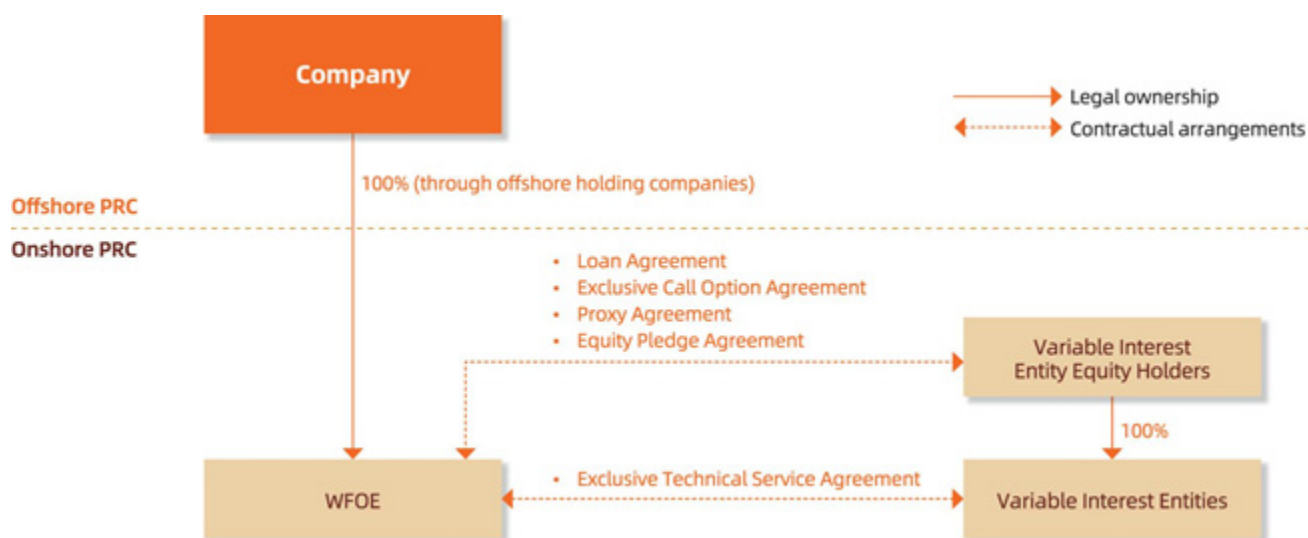 Company
Legal ownership
Contractual arrangements
100% (through offshore holding companies)
Offshore PRC
Onshore PRC
• Loan Agreement
• Exclusive Call Option Agreement
• Proxy Agreement
• Equity Pledge Agreement
Variable Interest
Entity Equity Holders
100%
• Exclusive Technical Service Agreement
WFOE
Variable Interest Entities